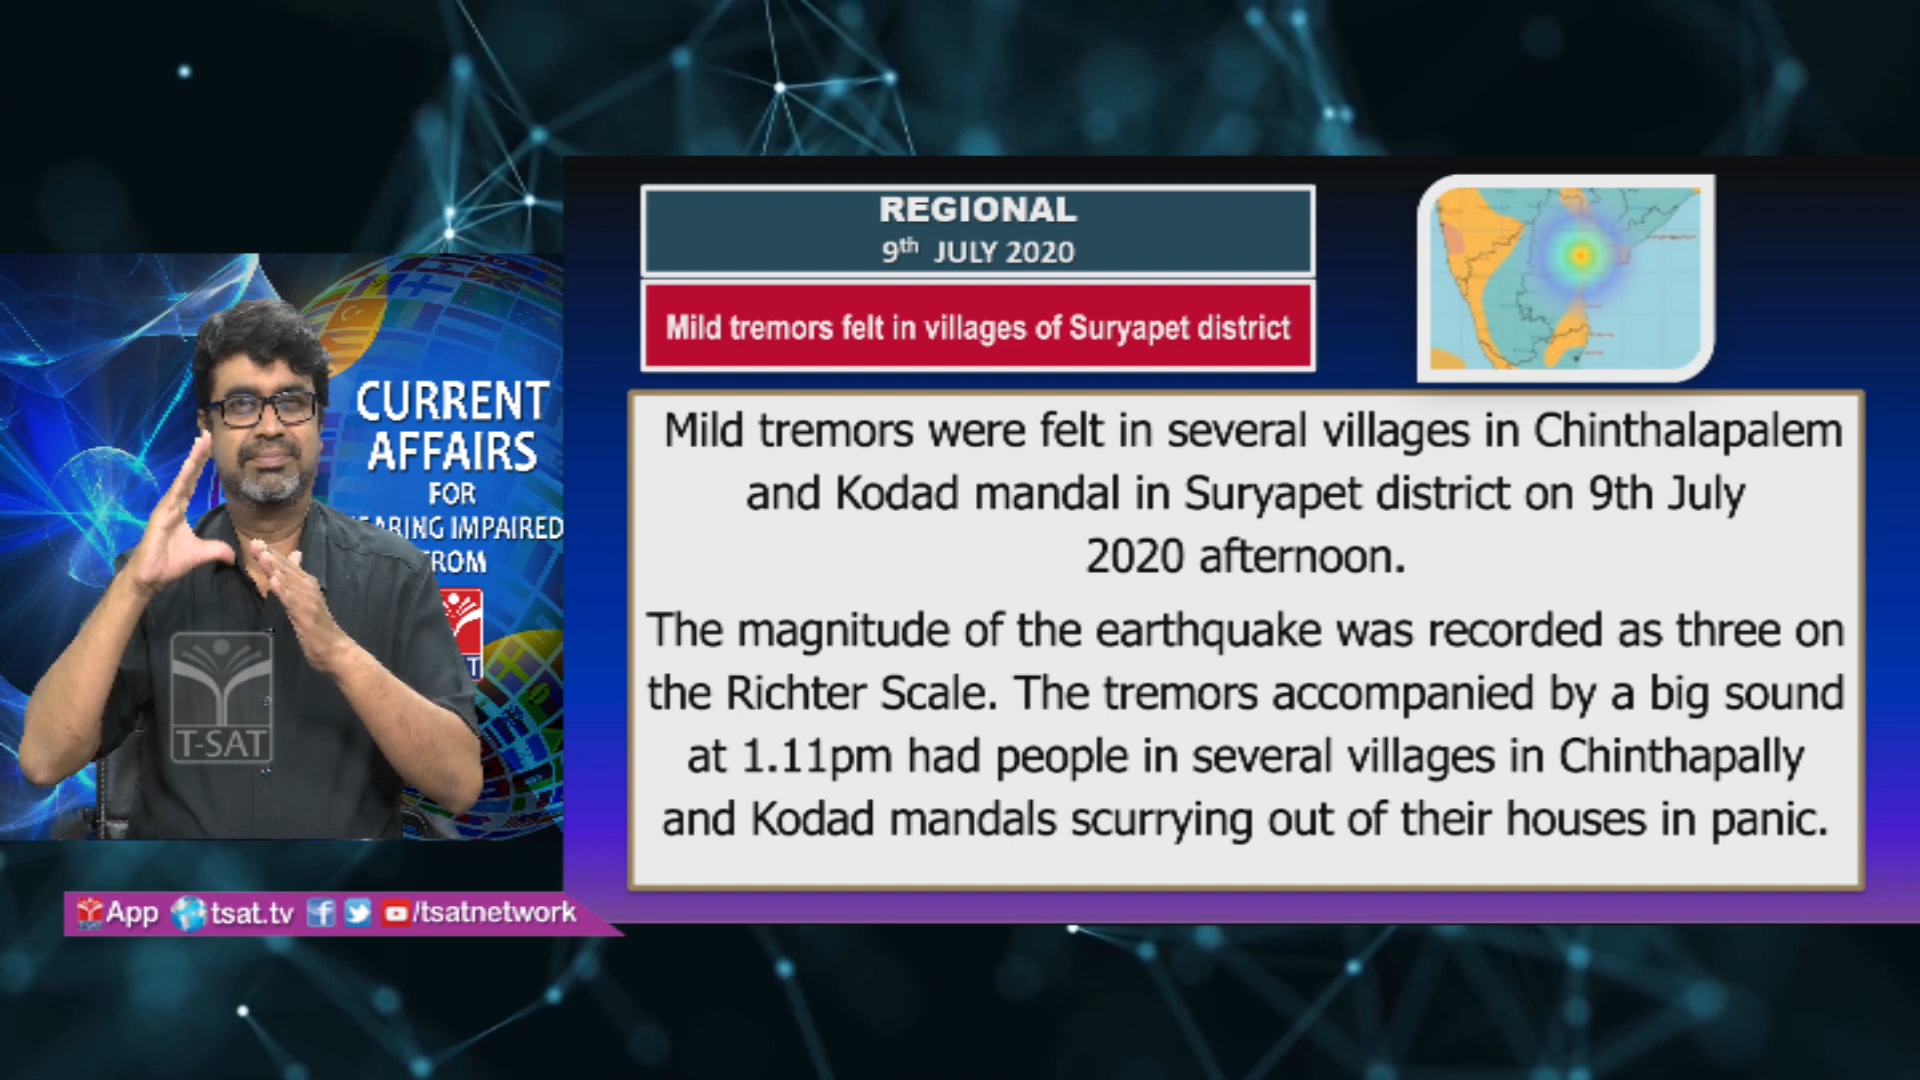 REGIONAL
9th JULY 2020
Mild tremors felt in villages of Suryapet district
Mild tremors were felt in several villages in Chinthalapalem
and Kodad mandal in Suryapet district on 9th July
2020 afternoon.
The magnitude of the earthquake was recorded as three on
the Richter Scale. The tremors accompanied by a big sound
at 1.11pm had people in several villages in Chinthapally
and Kodad mandals scurrying out of their houses in panic.
CURRENT
AFFAIRS
FOR
EARING IMPAIRED
ROM
T-SAT
App tsat.tv /tsatnetwork